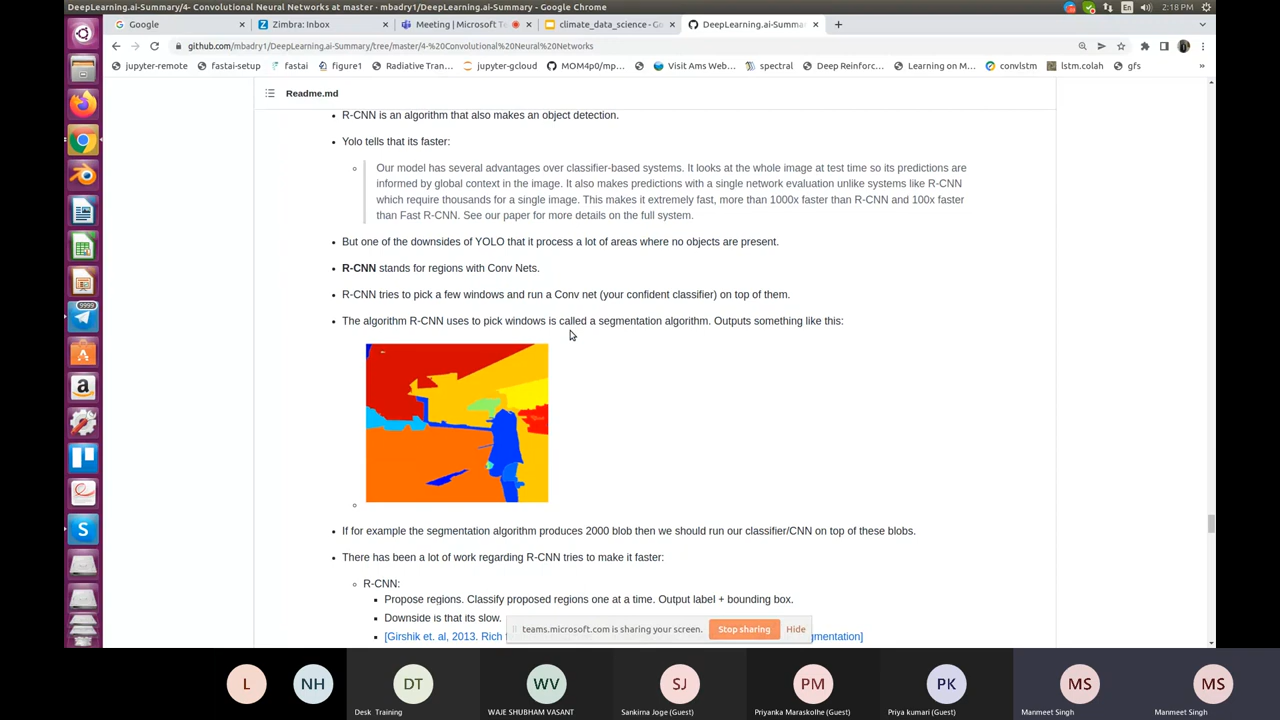 DeepLearning.ai-Summary/4- Convolutional Neural Networks at master · mbadry1/DeepLearning.ai-Summary - Google Chrome
En
2:18 PM
Google
Zimbra: Inbox
Meeting | Microsoft Te
climate_data_science - Go
DeepLearning.ai-Summa
github.com/mbadry1/DeepLearning.ai-Summary/tree/master/4-%20Convolutional%20Neural%20Networks
jupyter-remote
fastai-setup
fastai
figure1
Radiative Tran...
jupyter-gcloud
MOM4p0/mp...
Visit Ams Web...
spectral
Deep Reinforc...
Learning on M...
convlstm
lstm.colah
gfs
»
Readme.md
R-CNN is an algorithm that also makes an object detection.
Yolo tells that its faster:
Our model has several advantages over classifier-based systems. It looks at the whole image at test time so its predictions are
informed by global context in the image. It also makes predictions with a single network evaluation unlike systems like R-CNN
which require thousands for a single image. This makes it extremely fast, more than 1000x faster than R-CNN and 100x faster
than Fast R-CNN. See our paper for more details on the full system.
But one of the downsides of YOLO that it process a lot of areas where no objects are present.
R-CNN stands for regions with Conv Nets.
R-CNN tries to pick a few windows and run a Conv net (your confident classifier) on top of them.
The algorithm R-CNN uses to pick windows is called a segmentation algorithm. Outputs something like this:
If for example the segmentation algorithm produces 2000 blob then we should run our classifier/CNN on top of these blobs.
There has been a lot of work regarding R-CNN tries to make it faster:
R-CNN:
Propose regions. Classify proposed regions one at a time. Output label + bounding box.
Downside is that its slow.
[Girshik et. al, 2013. Rich
gmentation]
teams.microsoft.com is sharing your screen.
Stop sharing
Hide
9999
L
NH
DT
WV
SJ
PM
PK
MS
MS
Desk Training
WAJE SHUBHAM VASANT
Sankirna Joge (Guest)
Priyanka Maraskolhe (Guest)
Priya kumari (Guest)
Manmeet Singh
Manmeet Singh